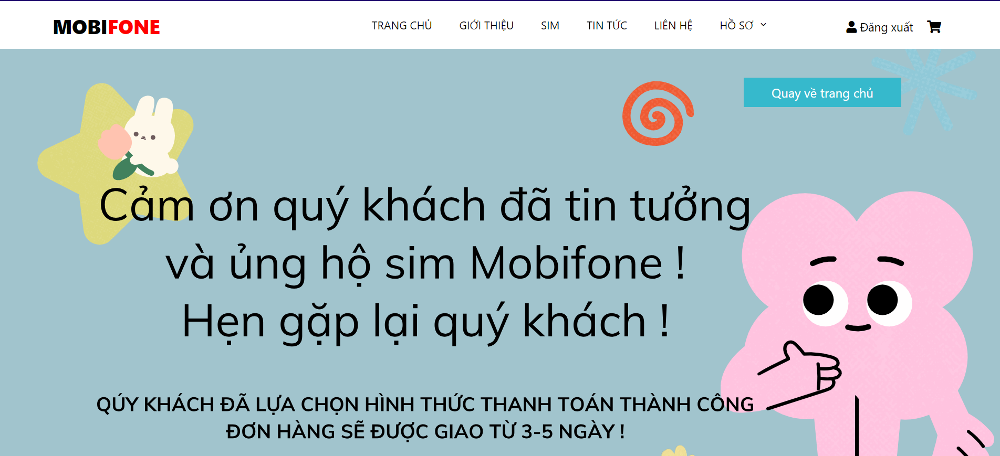 MOBIFONE
TRANG CHỦ
GIỚI THIỆU
SIM
TIN TỨC
LIÊN HỆ
HỒ SƠ
Đăng xuất
Quay về trang chủ
Cảm ơn quý khách đã tin tưởng
và ủng hộ sim Mobifone !
Hẹn gặp lại quý khách !
QÚY KHÁCH ĐÃ LỰA CHỌN HÌNH THỨC THANH TOÁN THÀNH CÔNG
ĐƠN HÀNG SẼ ĐƯỢC GIAO TỪ 3-5 NGÀY !